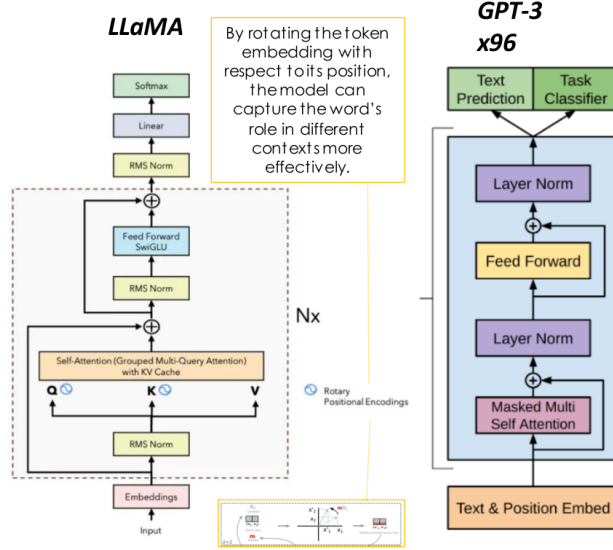 LLaMA
Softmax
Linear
RMS Norm
Feed Forward
SwiGLU
RMS Norm
Nx
Self-Attention (Grouped Multi-Query Attention)
with KV Cache
Q K V
Rotary
Positional Encodings
RMS Norm
Embeddings
Input
By rotating the token
embedding with
respect to its position,
the model can
capture the word's
role in different
contexts more
effectively.
GPT-3
x96
Text
Prediction
Task
Classifier
Layer Norm
Feed Forward
Layer Norm
Masked Multi
Self Attention
Text & Position Embed